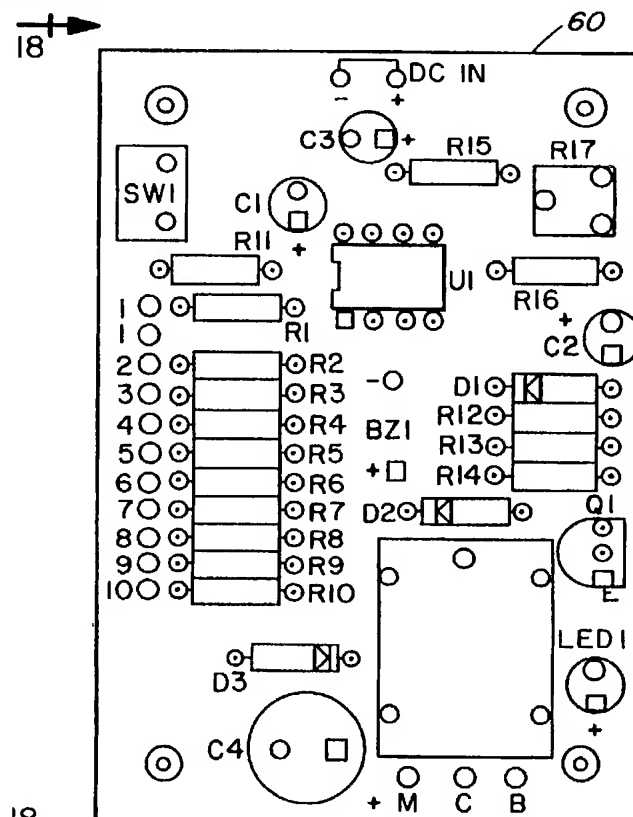 18
60
DC IN
- +
C3 +
R15
R17
SW1
C1
+
R11
U1
R16
1
R1
1
+
C2
2 R2
-
D1
3 R3
R12
4 R4
BZ1
R13
5 R5
+
R14
6 R6
7 R7
D2
Q1
8 R8
9 R9
10 R10
E
LED1
D3
+
C4
+ M C B